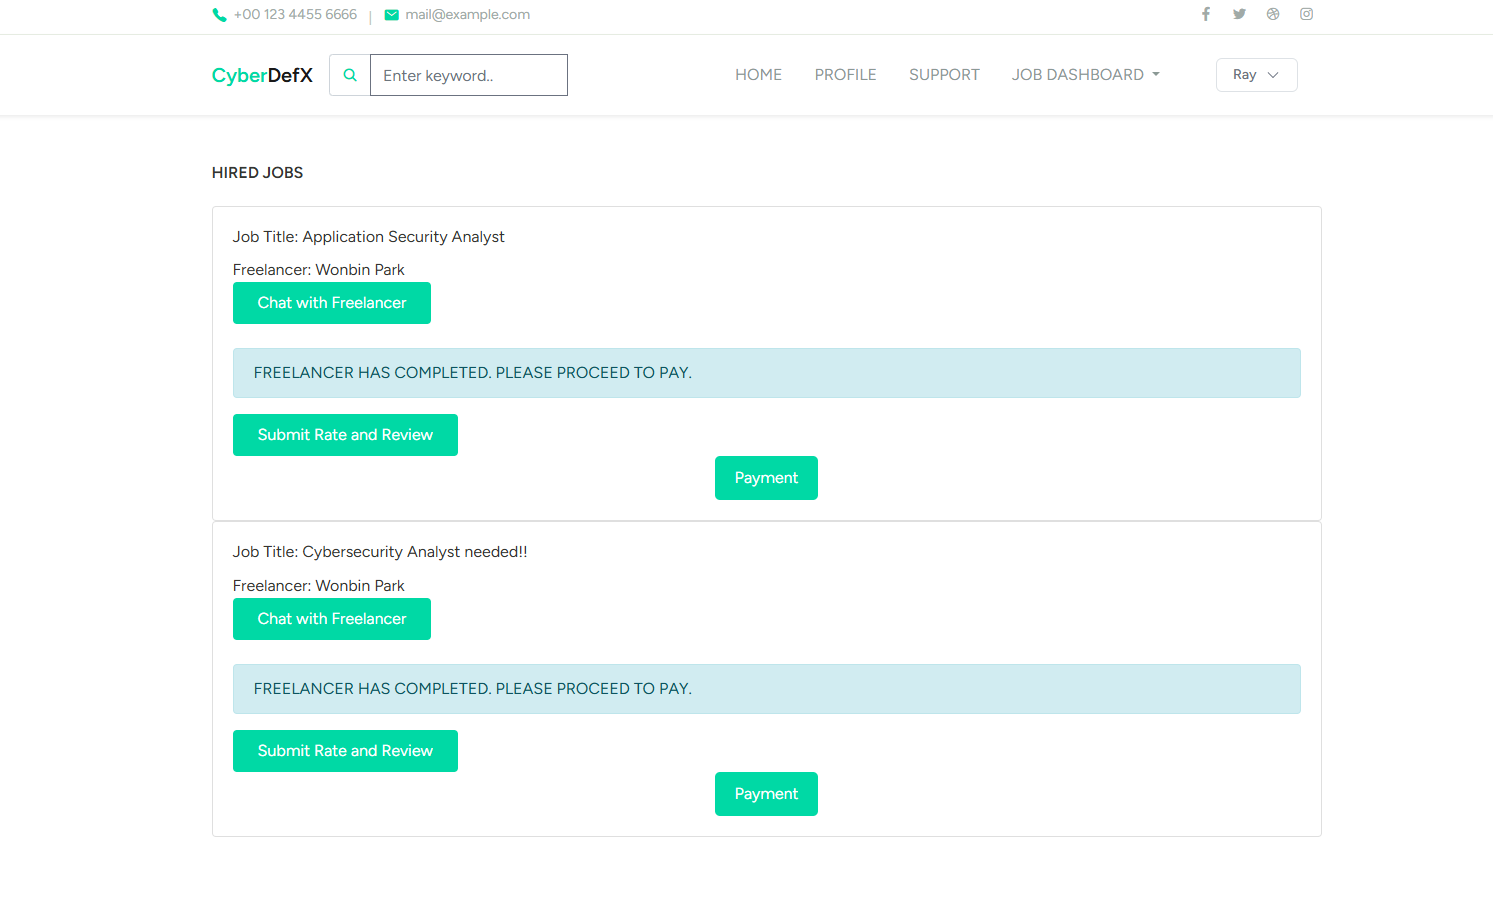 +00 123 4455 6666 | mail@example.com
CyberDefX Enter keyword.. HOME PROFILE SUPPORT JOB DASHBOARD Ray
HIRED JOBS
Job Title: Application Security Analyst
Freelancer: Wonbin Park
Chat with Freelancer
FREELANCER HAS COMPLETED. PLEASE PROCEED TO PAY.
Submit Rate and Review
Payment
Job Title: Cybersecurity Analyst needed!!
Freelancer: Wonbin Park
Chat with Freelancer
FREELANCER HAS COMPLETED. PLEASE PROCEED TO PAY.
Submit Rate and Review
Payment